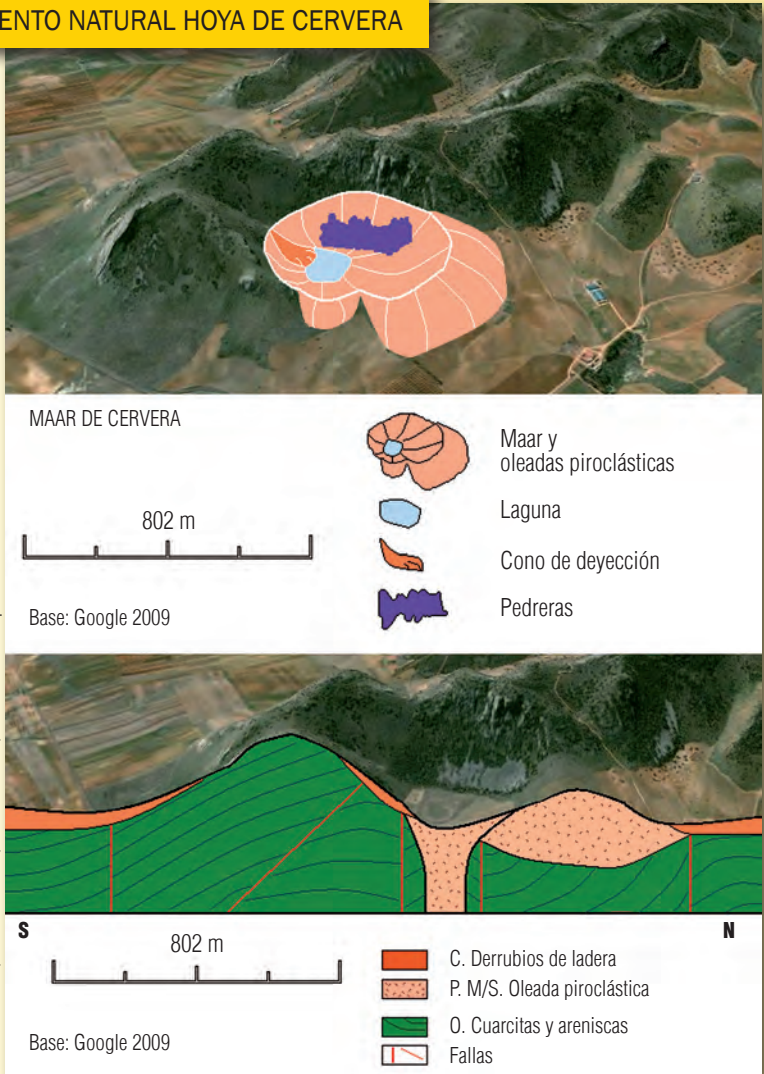 ENTO NATURAL HOYA DE CERVERA
MAAR DE CERVERA
802 m
Base: Google 2009
Maar y
oleadas piroclásticas
Laguna
Cono de deyección
Pedreras
S
N
802 m
Base: Google 2009
C. Derrubios de ladera
P. M/S. Oleada piroclástica
O. Cuarcitas y areniscas
Fallas